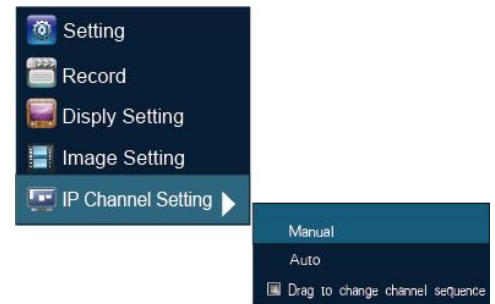 Setting
Record
Disply Setting
Image Setting
IP Channel Setting
Manual
Auto
Drag to change channel sequence